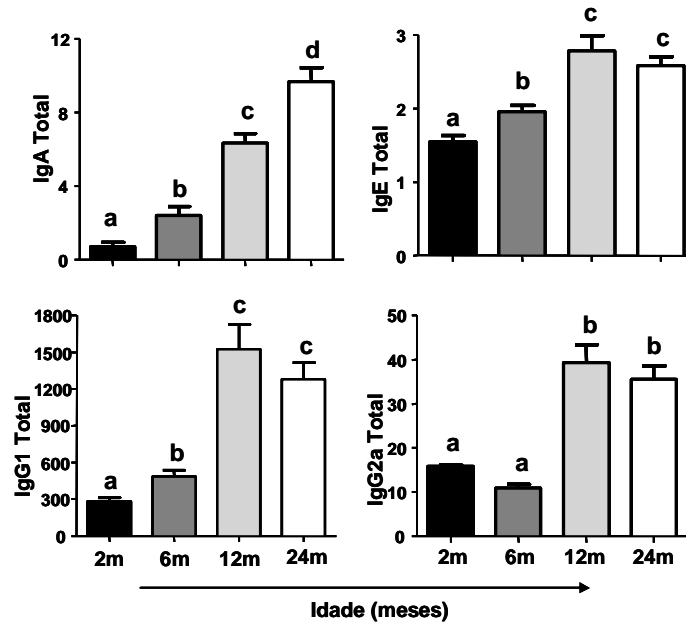 IgA Total
12
8
4
0
a
b
c
d
IgE Total
3
2
1
0
a
b
c
c
IgG1 Total
1800
1500
1200
900
600
300
0
a
b
c
c
2m 6m 12m 24m
IgG2a Total
50
40
30
20
10
0
a
a
b
b
2m 6m 12m 24m
Idade (meses)